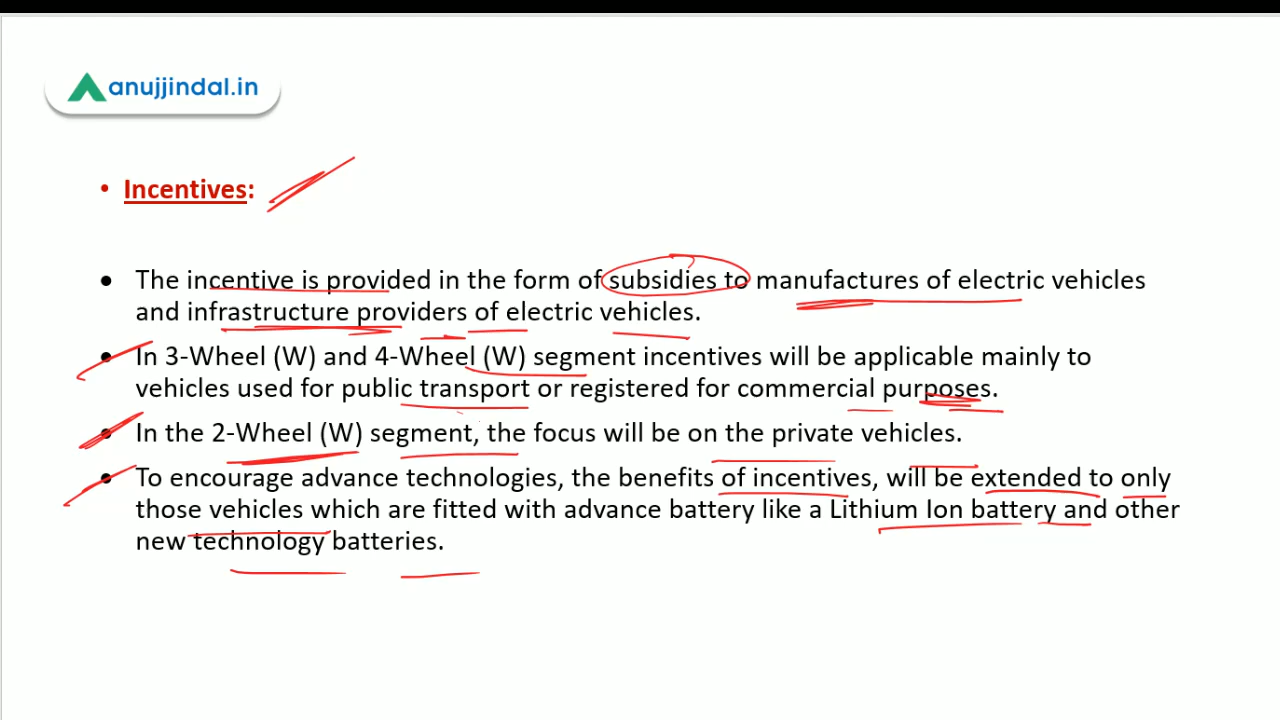 anujjindal.in
• Incentives:
• The incentive is provided in the form of subsidies to manufactures of electric vehicles
and infrastructure providers of electric vehicles.
• In 3-Wheel (W) and 4-Wheel (W) segment incentives will be applicable mainly to
vehicles used for public transport or registered for commercial purposes.
• In the 2-Wheel (W) segment, the focus will be on the private vehicles.
• To encourage advance technologies, the benefits of incentives, will be extended to only
those vehicles which are fitted with advance battery like a Lithium Ion battery and other
new technology batteries.